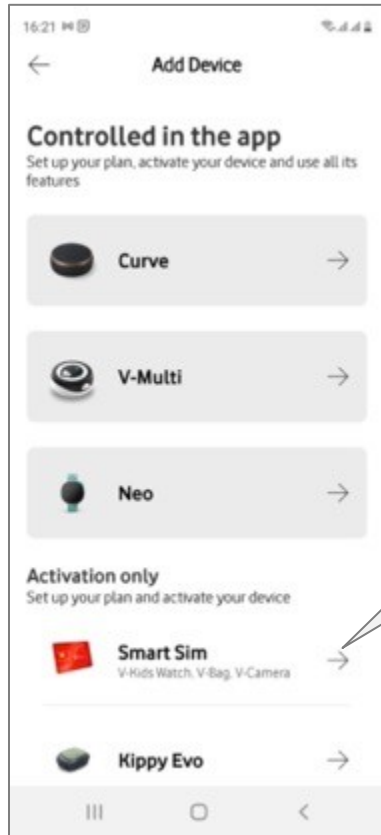 16:21
Add Device
Controlled in the app
Set up your plan, activate your device and use all its
features
Curve
V-Multi
Neo
Activation only
Set up your plan and activate your device
Smart Sim
V-Kids Watch, V-Bag, V-Camera
Kippy Evo